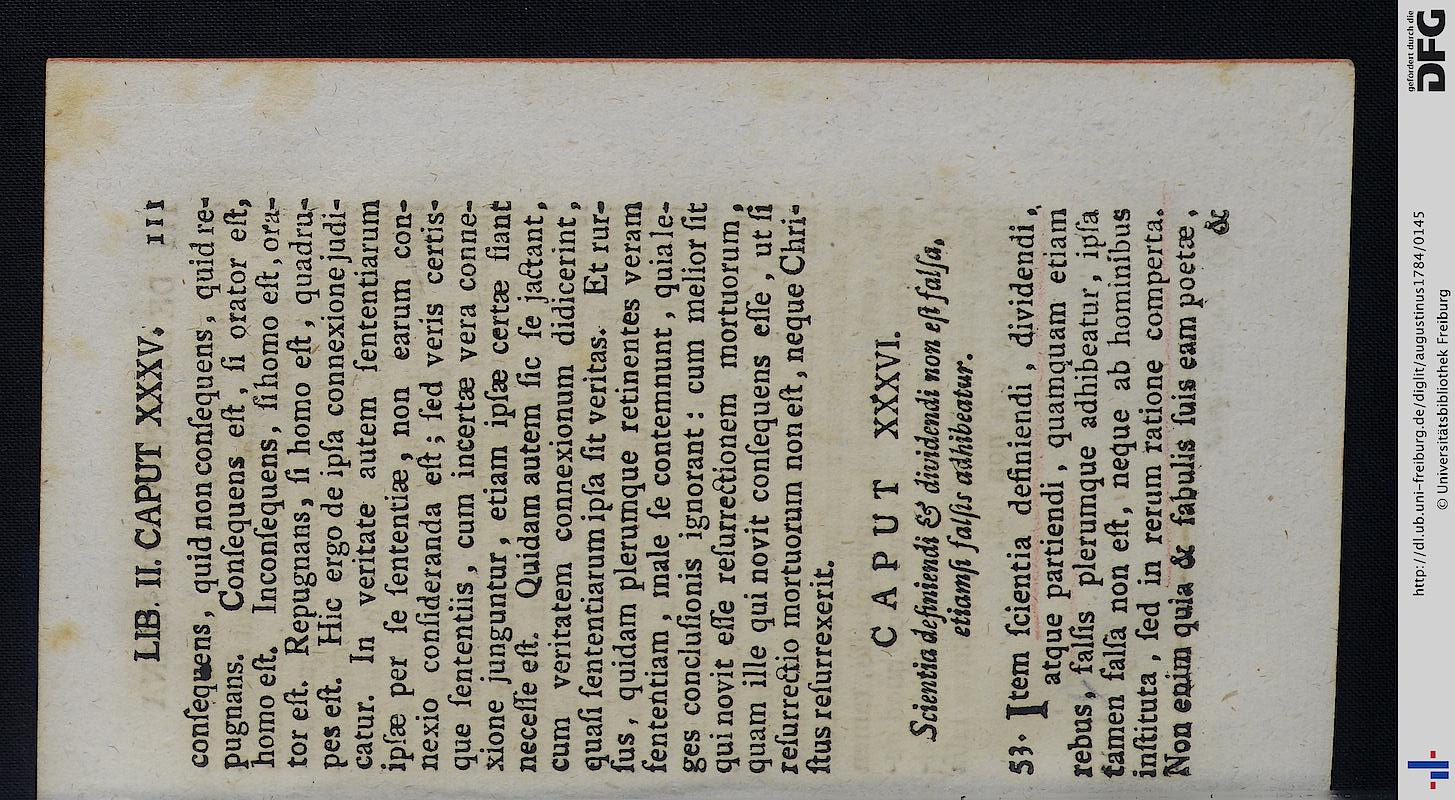 LIB. II. CAPUT XXXV. 111
conſequens, quid non conſequens, quid re-
pugnans. Conſequens eſt, ſi orator eſt,
homo eſt. Inconſequens, ſi homo eſt, ora-
tor eſt. Repugnans, ſi homo eſt, quadru-
pes eſt. Hic ergo de ipſa connexione judi-
catur. In veritate autem ſententiarum
ipſæ per ſe ſententiæ, non earum con-
nexio conſideranda eſt; ſed veris certis-
que ſententiis, cum incertæ vera conne-
xione junguntur, etiam ipſæ certæ fiant
neceſſe eſt. Quidam autem ſic ſe jactant,
cum veritatem connexionum didicerint,
quaſi ſententiarum ipſa ſit veritas. Et rur-
ſus, quidam plerumque retinentes veram
ſententiam, male ſe contemnunt, quia le-
ges concluſionis ignorant: cum melior ſit
qui novit eſſe reſurrectionem mortuorum,
quam ille qui novit conſequens eſſe, ut ſi
reſurrectio mortuorum non eſt, neque Chri-
ſtus reſurrexerit.
CAPUT XXXVI.
Scientia definiendi & dividendi non eſt falſa,
etiamſi falſis adhibeatur.
53. Item ſcientia definiendi, dividendi,
atque partiendi, quamquam etiam
rebus, falſis plerumque adhibeatur, ipſa
tamen falſa non eſt, neque ab hominibus
inſtituta, ſed in rerum ratione comperta.
Non enim quia & fabulis ſuis eam poetæ,
&
gefördert durch die
DFG
http://dl.ub.uni-freiburg.de/diglit/augustinus1784/0145
© Universitätsbibliothek Freiburg